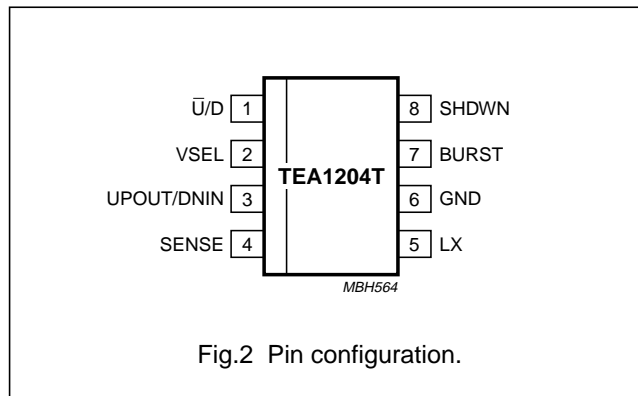 U̅/D 1 8 SHDWN
VSEL 2 7 BURST
TEA1204T
UPOUT/DNIN 3 6 GND
SENSE 4 5 LX
MBH564
Fig.2 Pin configuration.